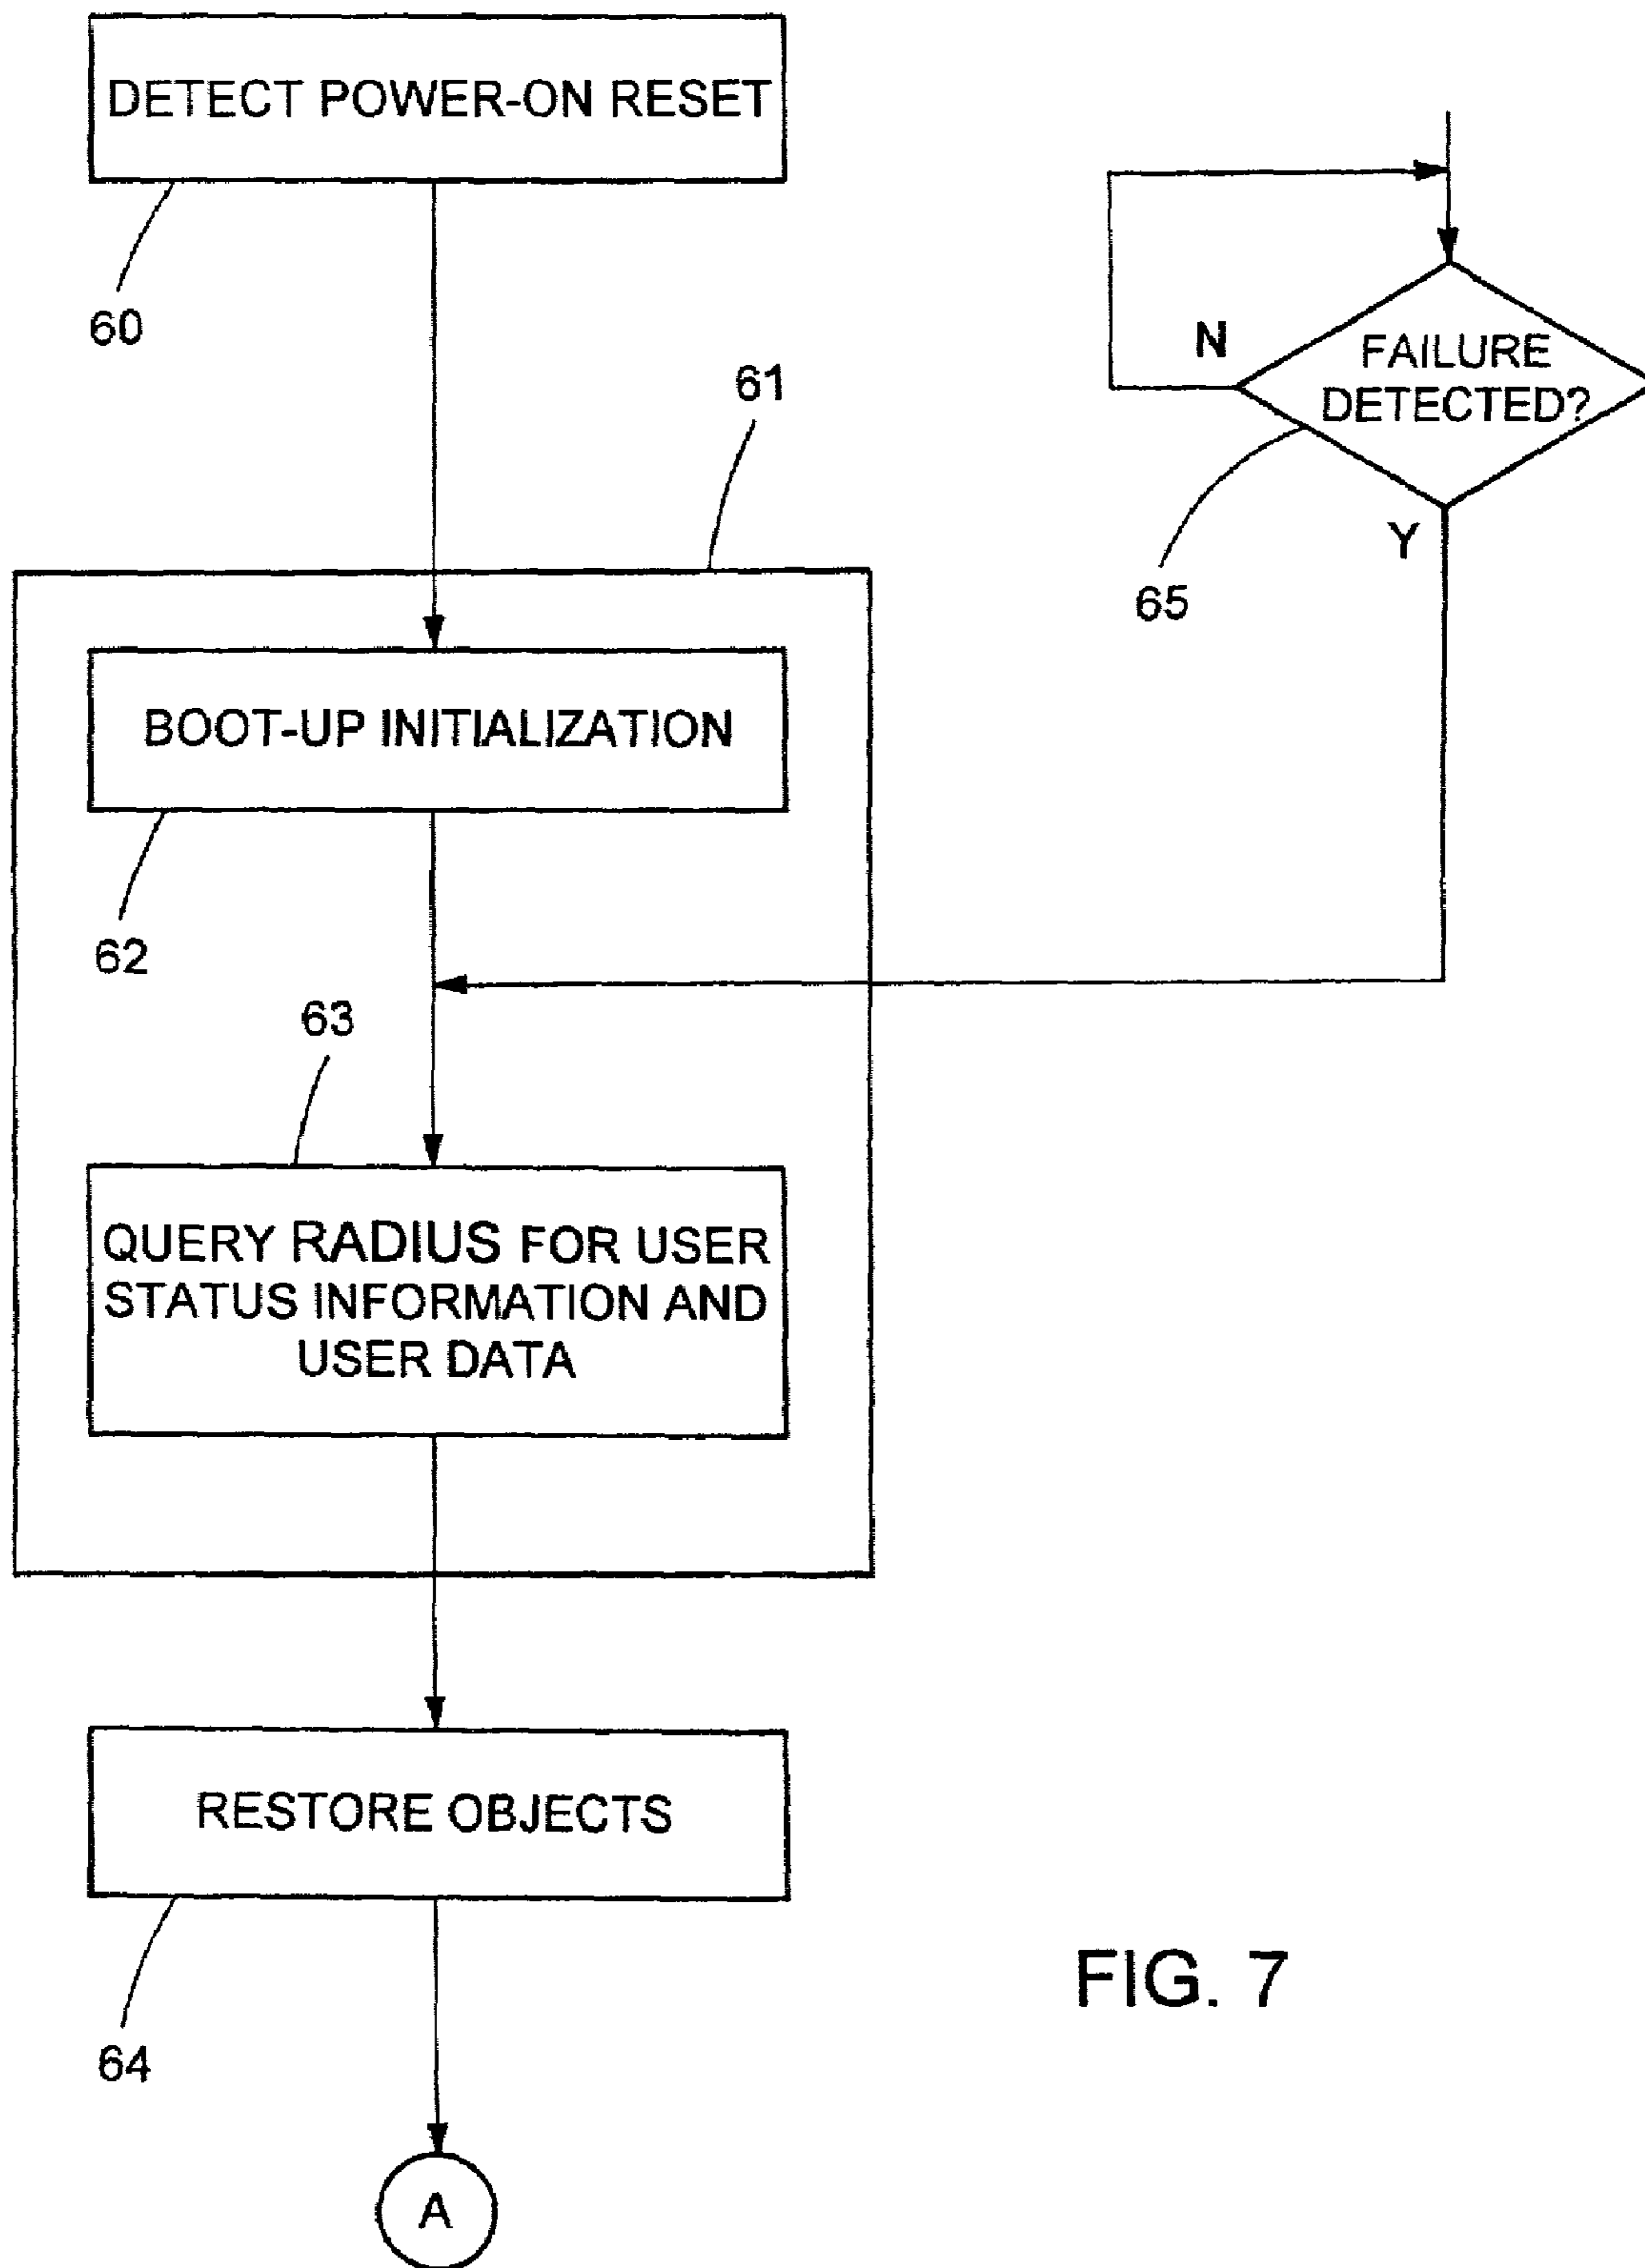 DETECT POWER-ON RESET
60
61
N
FAILURE
DETECTED?
Y
65
BOOT-UP INITIALIZATION
62
63
QUERY RADIUS FOR USER
STATUS INFORMATION AND
USER DATA
RESTORE OBJECTS
64
A
FIG. 7